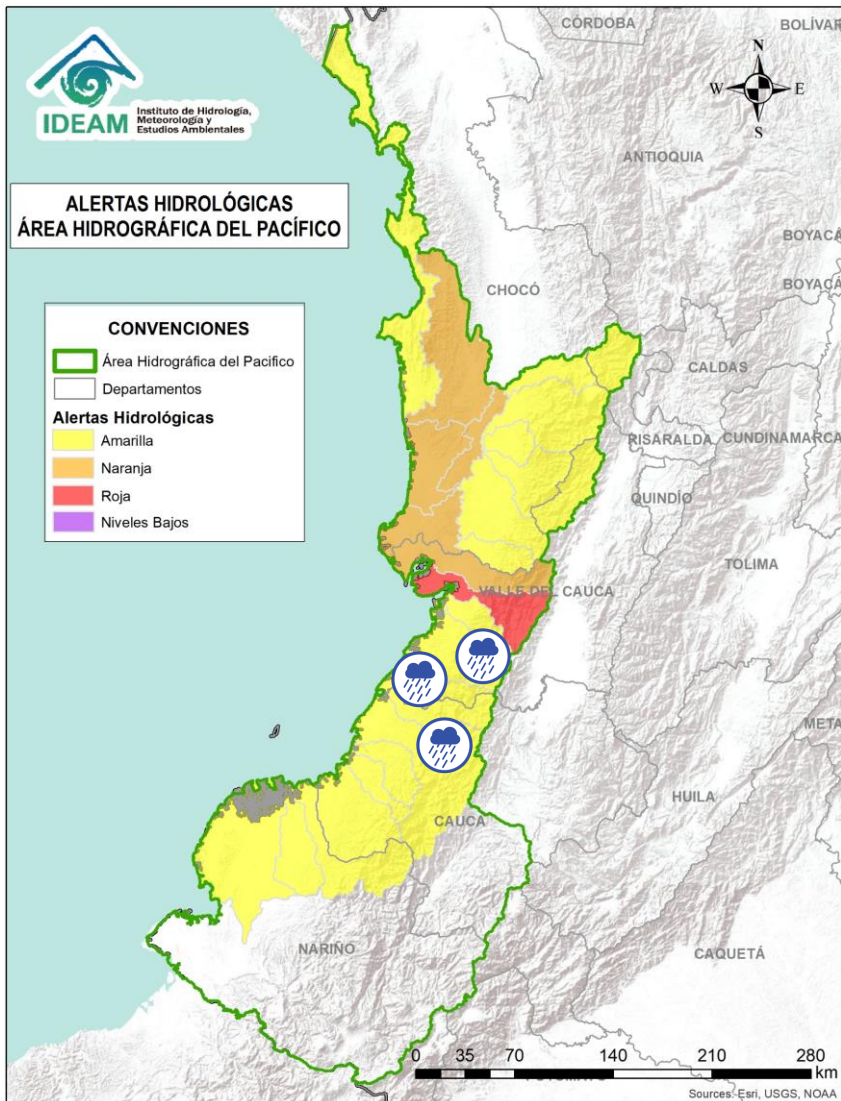 CÓRDOBA
BOLÍVAR
IDEAM
Instituto de Hidrología,
Meteorología y
Estudios Ambientales
N
W
E
S
ANTIOQUIA
ALERTAS HIDROLÓGICAS
ÁREA HIDROGRÁFICA DEL PACÍFICO
BOYACÁ
BOYACÁ
CHOCÓ
CONVENCIONES
Área Hidrográfica del Pacifico
Departamentos
Alertas Hidrológicas
Amarilla
Naranja
Roja
Niveles Bajos
CALDAS
RISARALDA
CUNDINAMARCA
QUINDÍO
TOLIMA
VALLE DEL CAUCA
META
HUILA
CAUCA
NARIÑO
CAQUETÁ
0 35 70 140 210 280
km
Sources: Esri, USGS, NOAA